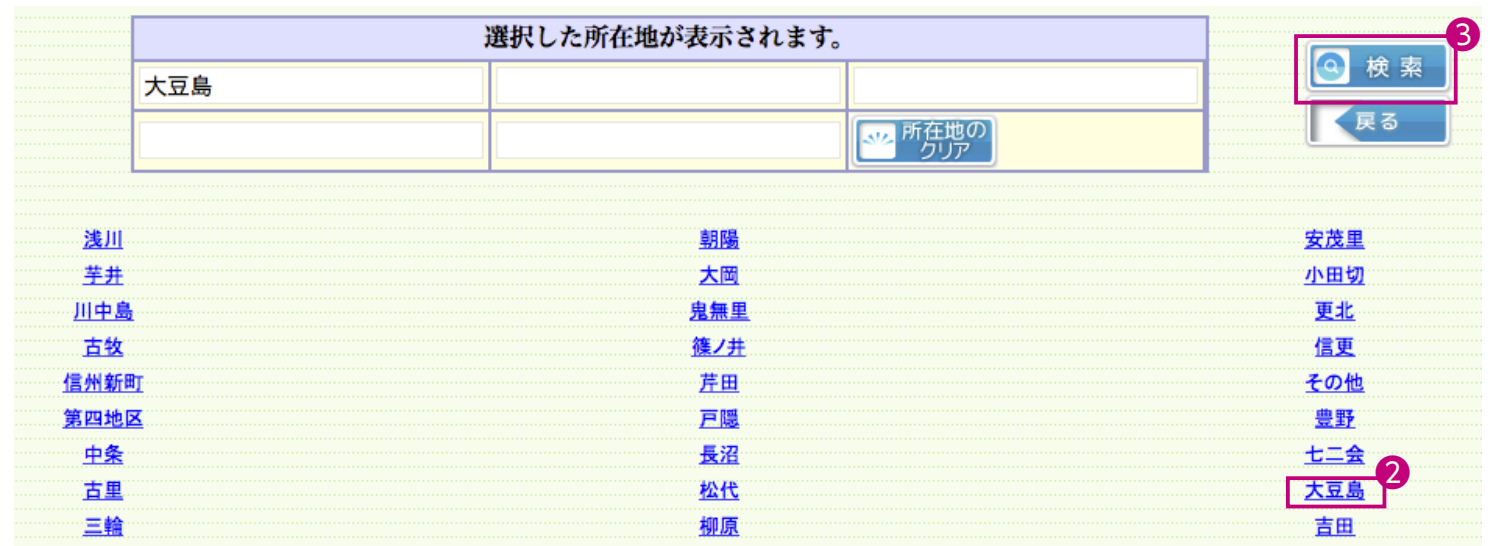 選択した所在地が表示されます。
❸
検索
大豆島
戻る
所在地の
クリア
浅川 朝陽 安茂里
芋井 大岡 小田切
川中島 鬼無里 更北
古牧 篠ノ井 信更
信州新町 芹田 その他
第四地区 戸隠 豊野
中条 長沼 七二会
❷
古里 松代 大豆島
三輪 柳原 吉田